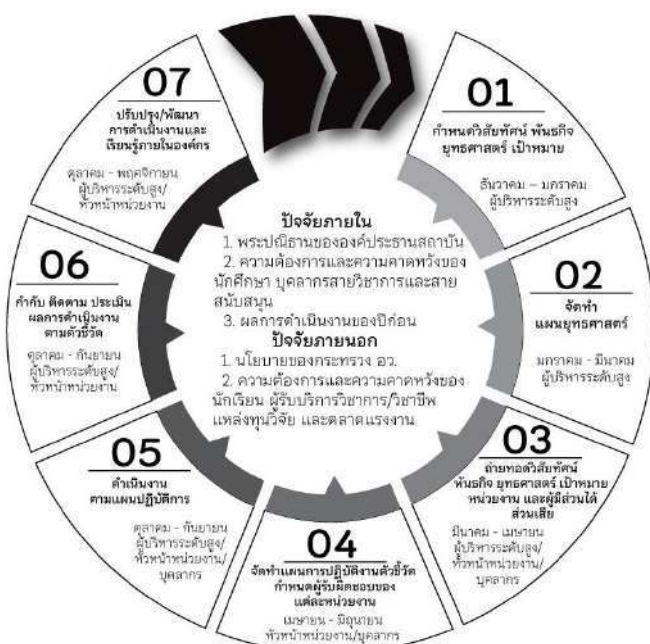 01
กำหนดวิสัยทัศน์ พันธกิจ
ยุทธศาสตร์ เป้าหมาย
ธันวาคม – มกราคม
ผู้บริหารระดับสูง
02
จัดทำ
แผนยุทธศาสตร์
มกราคม - มีนาคม
ผู้บริหารระดับสูง
03
ถ่ายทอดวิสัยทัศน์
พันธกิจ ยุทธศาสตร์ เป้าหมาย
หน่วยงาน และผู้มีส่วนได้
ส่วนเสีย
มีนาคม - เมษายน
ผู้บริหารระดับสูง/
หัวหน้าหน่วยงาน/
บุคลากร
04
จัดทำแผนการปฏิบัติงานตัวชี้วัด
กำหนดผู้รับผิดชอบของ
แต่ละหน่วยงาน
เมษายน - มิถุนายน
หัวหน้าหน่วยงาน/บุคลากร
05
ดำเนินงาน
ตามแผนปฏิบัติการ
ตุลาคม - กันยายน
ผู้บริหารระดับสูง/
หัวหน้าหน่วยงาน/
บุคลากร
06
กำกับ ติดตาม ประเมิน
ผลการดำเนินงาน
ตามตัวชี้วัด
ตุลาคม - กันยายน
ผู้บริหารระดับสูง/
หัวหน้าหน่วยงาน
07
ปรับปรุง/พัฒนา
การดำเนินงานและ
เรียนรู้ภายในองค์กร
ตุลาคม - พฤศจิกายน
ผู้บริหารระดับสูง/
หัวหน้าหน่วยงาน
ปัจจัยภายใน
1. พระปณิธานขององค์ประธานสถาบัน
2. ความต้องการและความคาดหวังของ
นักศึกษา บุคลากรสายวิชาการและสาย
สนับสนุน
3. ผลการดำเนินงานของปีก่อน
ปัจจัยภายนอก
1. นโยบายของกระทรวง อว.
2. ความต้องการและความคาดหวังของ
นักเรียน ผู้รับบริการวิชาการ/วิชาชีพ
แหล่งทุนวิจัย และตลาดแรงงาน